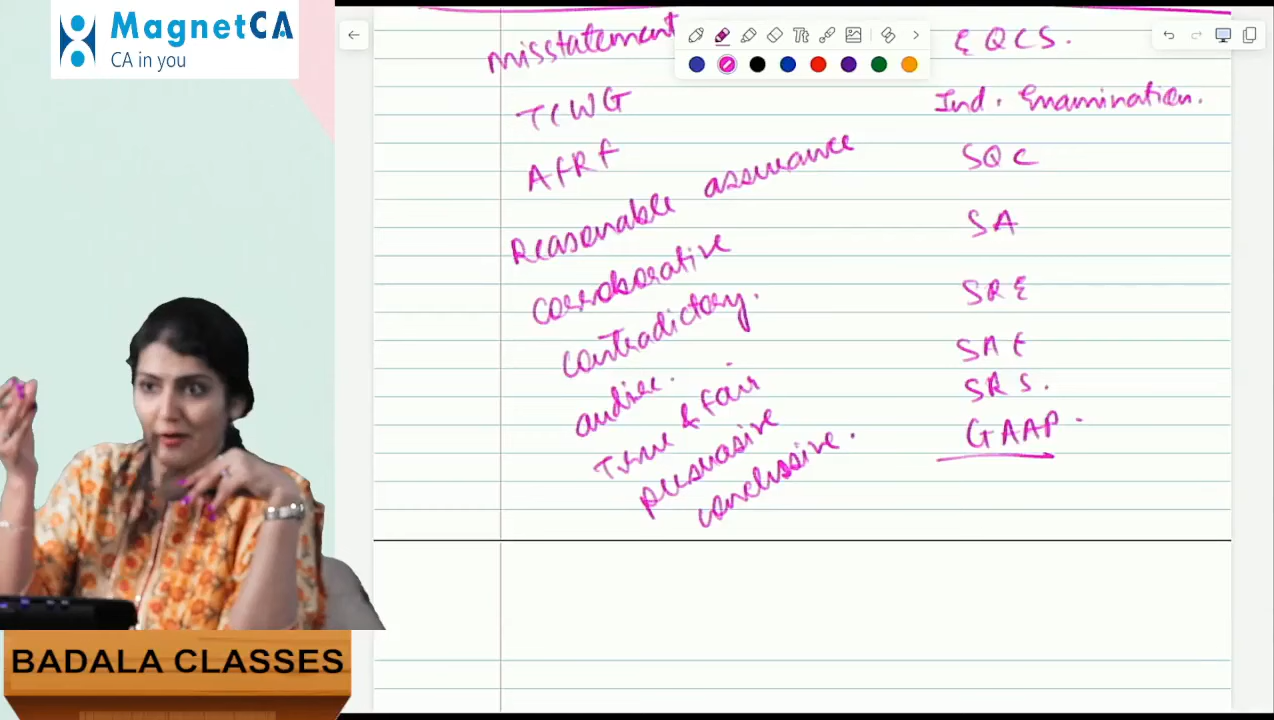 MagnetCA
CA in you
misstatement
TCWG
AFRF
Reasonable assurance
corroborative
contradictory.
audice.
True & fair
persuasive
conclusive.
EQCS.
Ind. Examination.
SQC
SA
SRE
SAE
SRS.
GAAP.
BADALA CLASSES